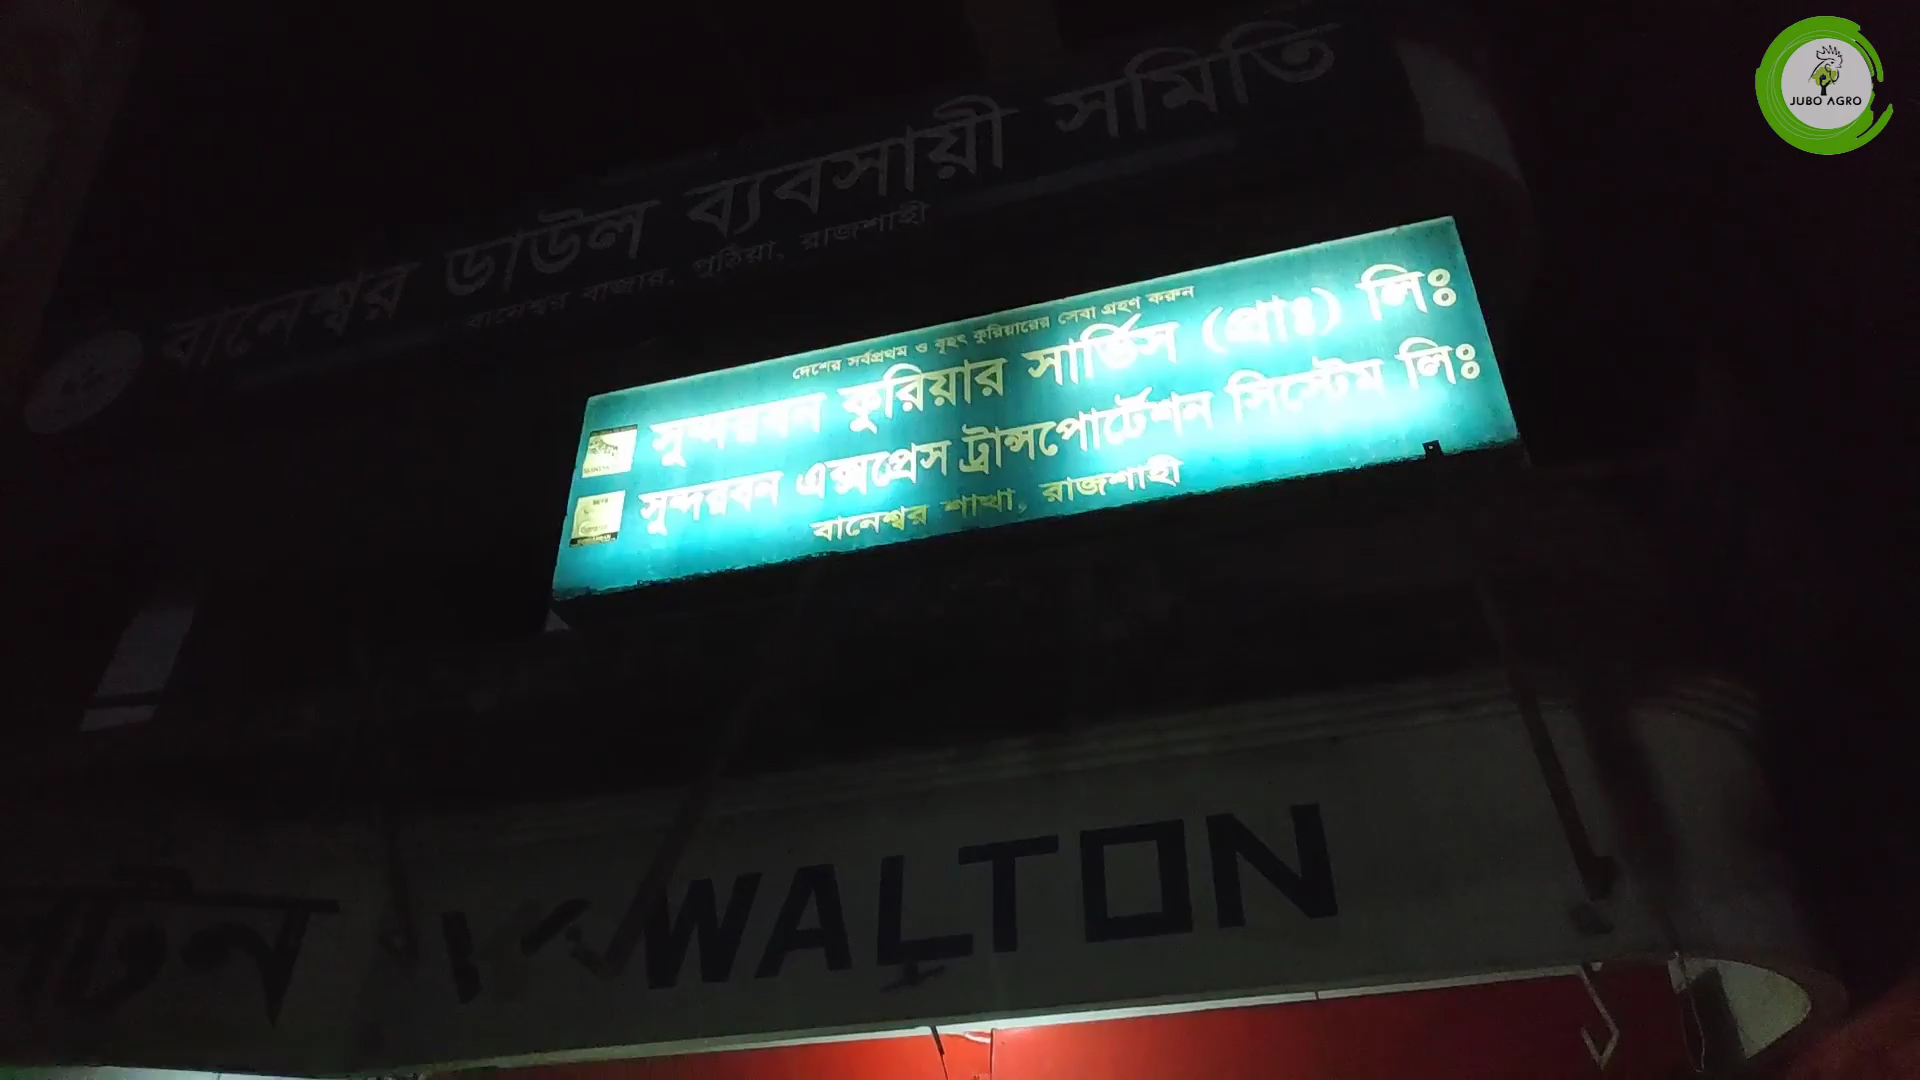 JUBO AGRO
বানেশ্বর ডাউল ব্যবসায়ী সমিতি
বানেশ্বর বাজার, পুঠিয়া, রাজশাহী
দেশের সর্বপ্রথম ও বৃহৎ কুরিয়ারের সেবা গ্রহণ করুন
সুন্দরবন কুরিয়ার সার্ভিস (প্রাঃ) লিঃ
সুন্দরবন এক্সপ্রেস ট্রান্সপোর্টেশন সিস্টেম লিঃ
বানেশ্বর শাখা, রাজশাহী
WALTON